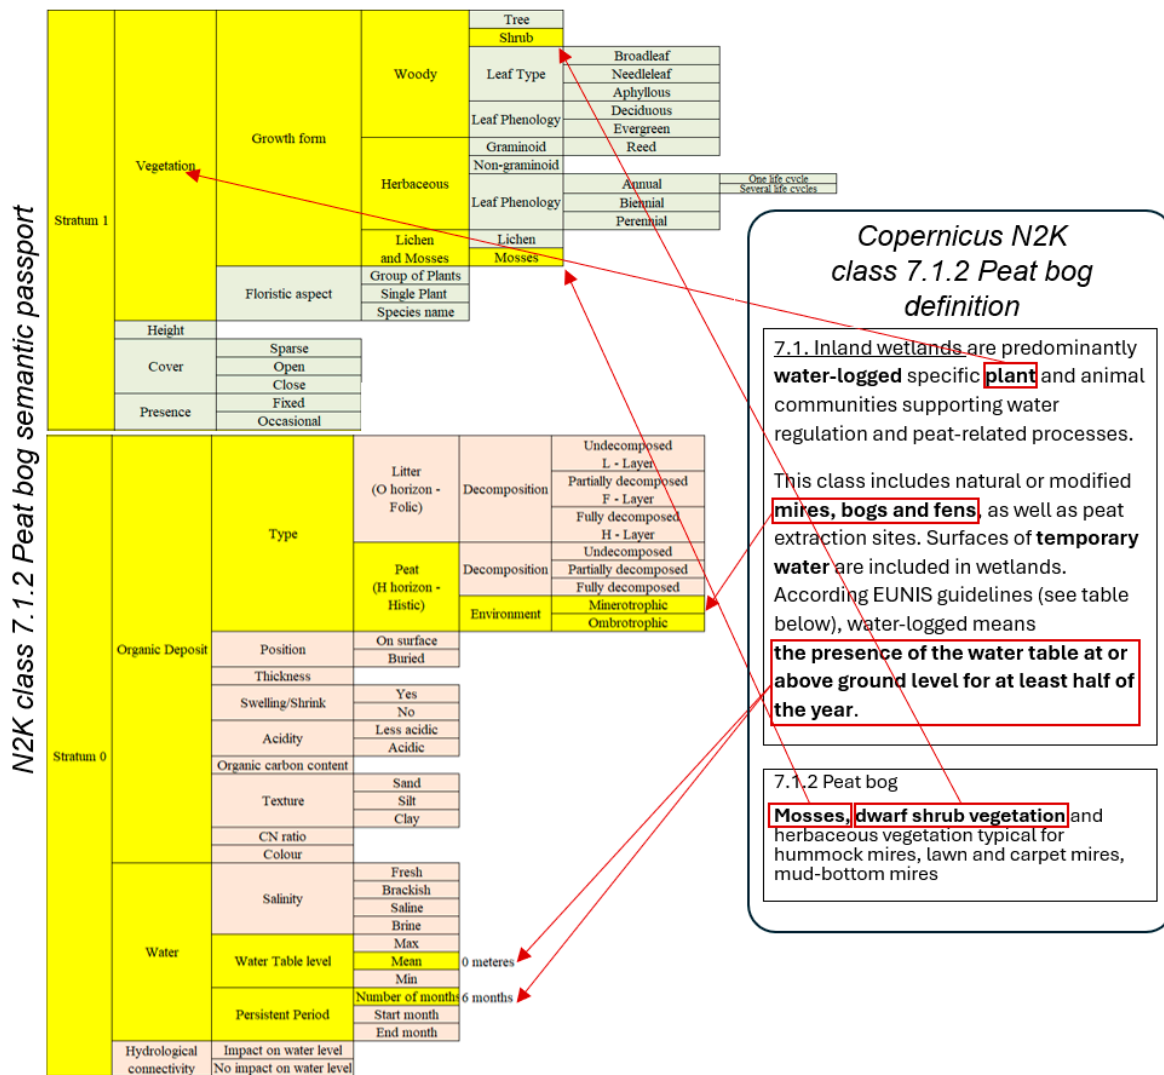 N2K class 7.1.2 Peat bog semantic passport
Stratum 1
Vegetation
Growth form
Woody
Tree
Shrub
Leaf Type
Broadleaf
Needleleaf
Aphyllous
Leaf Phenology
Deciduous
Evergreen
Herbaceous
Graminoid
Reed
Non-graminoid
Leaf Phenology
Annual
One life cycle
Several life cycles
Biennial
Perennial
Lichen
and Mosses
Lichen
Mosses
Floristic aspect
Group of Plants
Single Plant
Species name
Height
Cover
Sparse
Open
Close
Presence
Fixed
Occasional
Stratum 0
Organic Deposit
Type
Litter
(O horizon -
Folic)
Decomposition
Undecomposed
L - Layer
Partially decomposed
F - Layer
Fully decomposed
H - Layer
Peat
(H horizon -
Histic)
Decomposition
Undecomposed
Partially decomposed
Fully decomposed
Environment
Minerotrophic
Ombrotrophic
Position
On surface
Buried
Thickness
Swelling/Shrink
Yes
No
Acidity
Less acidic
Acidic
Organic carbon content
Texture
Sand
Silt
Clay
CN ratio
Colour
Water
Salinity
Fresh
Brackish
Saline
Brine
Water Table level
Max
Mean
0 meteres
Min
Persistent Period
Number of months
6 months
Start month
End month
Hydrological
connectivity
Impact on water level
No impact on water level
Copernicus N2K
class 7.1.2 Peat bog
definition
7.1. Inland wetlands are predominantly
water-logged specific plant and animal
communities supporting water
regulation and peat-related processes.
This class includes natural or modified
mires, bogs and fens, as well as peat
extraction sites. Surfaces of temporary
water are included in wetlands.
According EUNIS guidelines (see table
below), water-logged means
the presence of the water table at or
above ground level for at least half of
the year.
7.1.2 Peat bog
Mosses, dwarf shrub vegetation and
herbaceous vegetation typical for
hummock mires, lawn and carpet mires,
mud-bottom mires